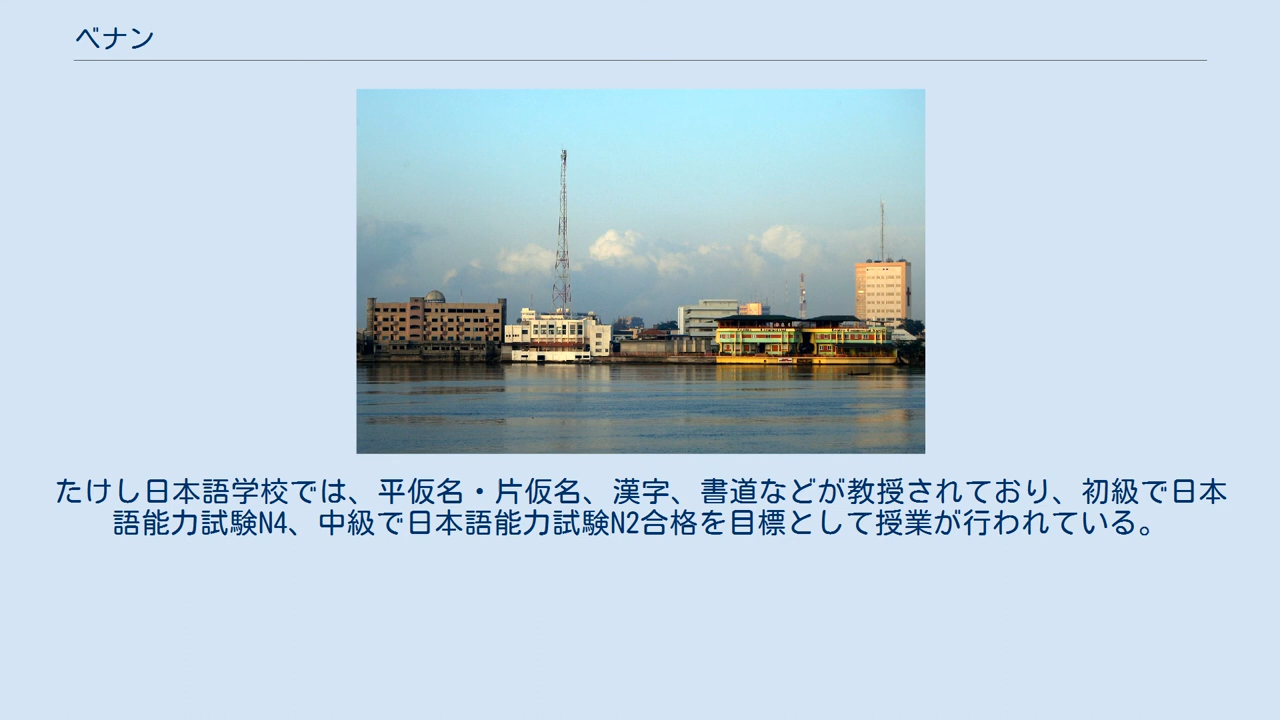 ベナン
たけし日本語学校では、平仮名・片仮名、漢字、書道などが教授されており、初級で日本
語能力試験N4、中級で日本語能力試験N2合格を目標として授業が行われている。